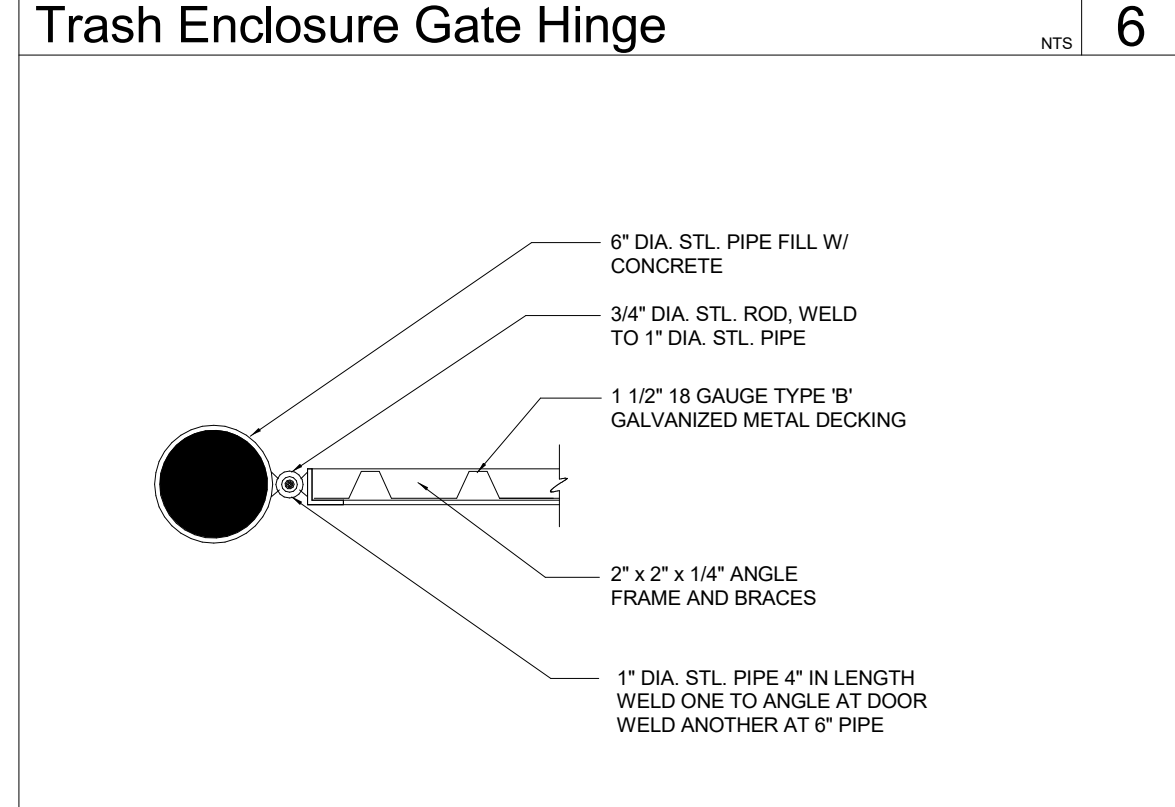 Trash Enclosure Gate Hinge
NTS
6
6" DIA. STL. PIPE FILL W/
CONCRETE
3/4" DIA. STL. ROD, WELD
TO 1" DIA. STL. PIPE
1 1/2" 18 GAUGE TYPE 'B'
GALVANIZED METAL DECKING
2" x 2" x 1/4" ANGLE
FRAME AND BRACES
1" DIA. STL. PIPE 4" IN LENGTH
WELD ONE TO ANGLE AT DOOR
WELD ANOTHER AT 6" PIPE